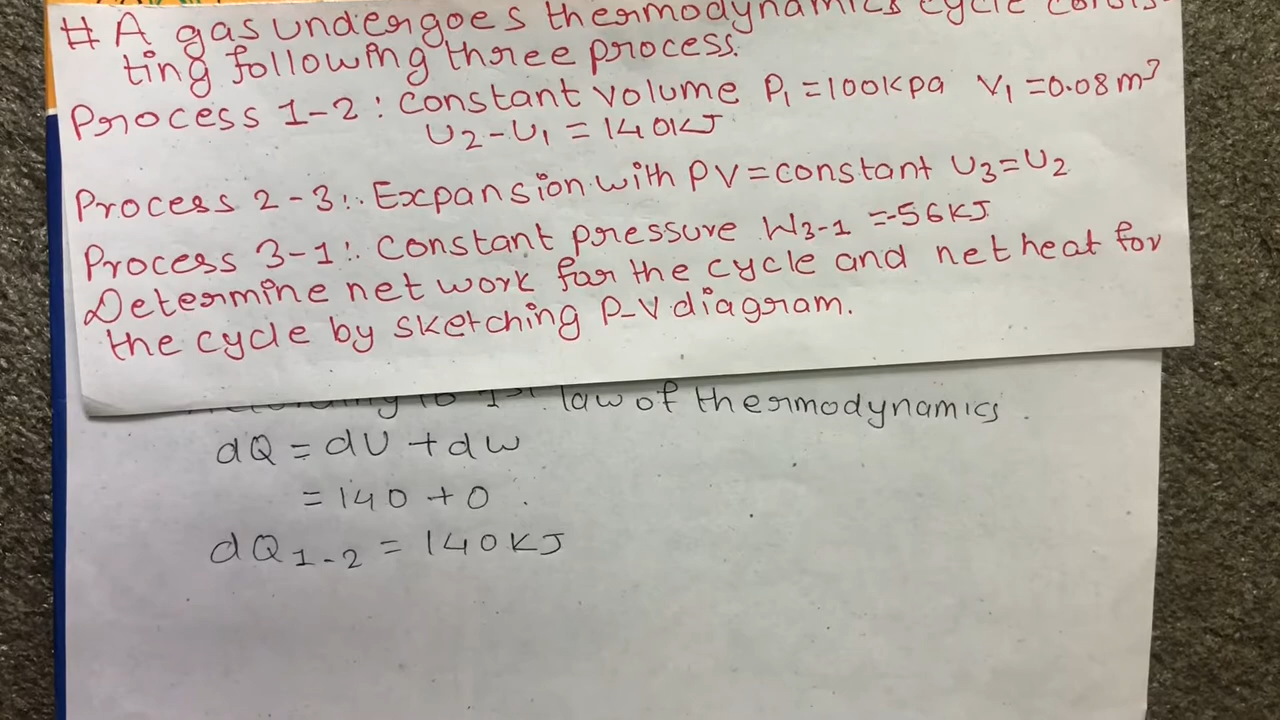 # A gas undergoes thermodynamics cycle consis-
ting following three process.
Process 1-2 : constant volume P₁ = 100kpa V₁ = 0.08 m³
U₂-U₁ = 140KJ
Process 2-3 :. Expansion with PV = constant U₃ = U₂
Process 3-1 :. constant pressure W₃₋₁ = -56KJ
Determine net work for the cycle and net heat for
the cycle by sketching P-V diagram.
According to 1st law of thermodynamics.
dQ = dU + dw
= 140 + 0 .
dQ₁₋₂ = 140KJ